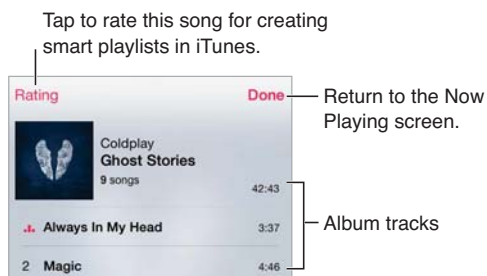 Tap to rate this song for creating
smart playlists in iTunes.
Rating
Done
Return to the Now
Playing screen.
Coldplay
Ghost Stories
9 songs
42:43
Album tracks
Always In My Head
3:37
2 Magic
4:46